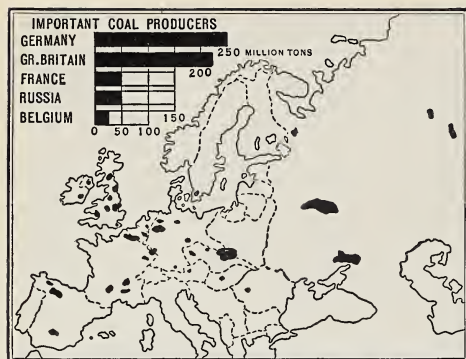 IMPORTANT COAL PRODUCERS
GERMANY
250 MILLION TONS
GR.BRITAIN
200
FRANCE
RUSSIA
BELGIUM
0 50 100 150